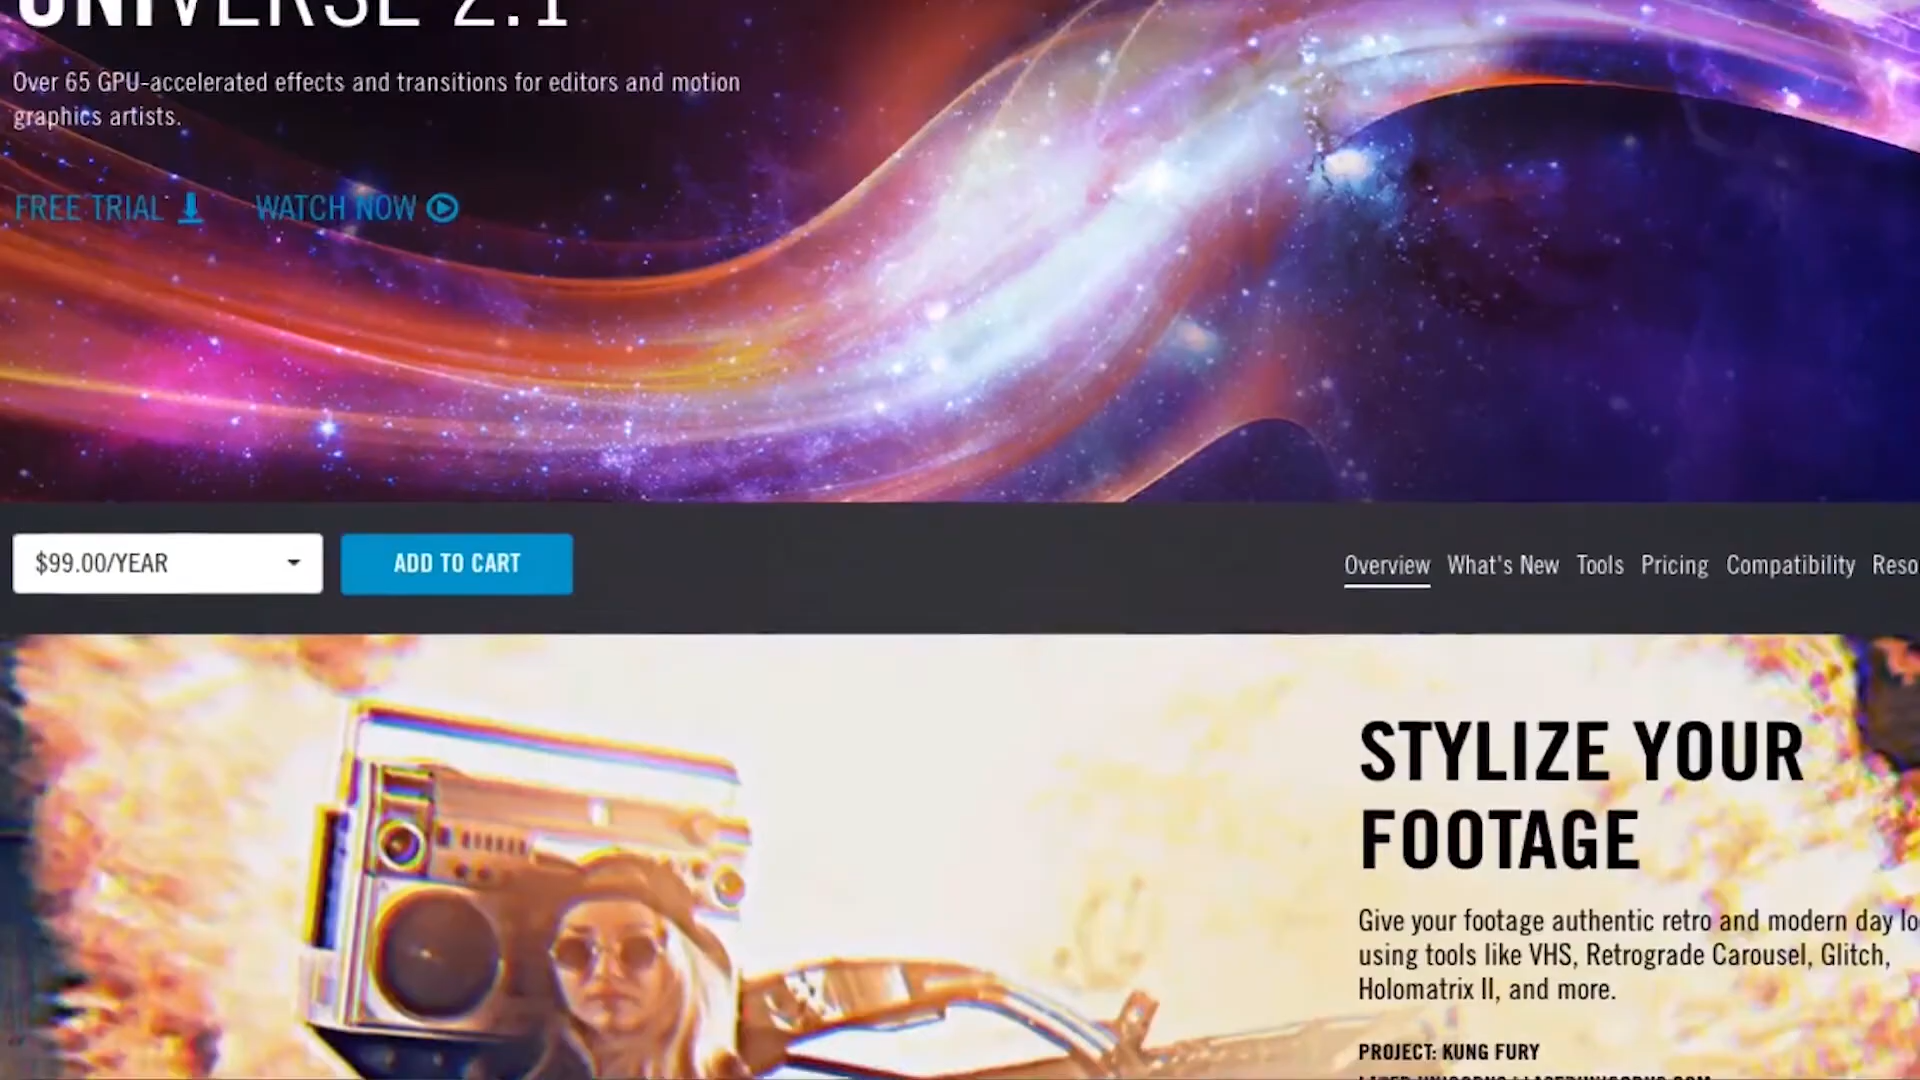 UNIVERSE 2.1
Over 65 GPU-accelerated effects and transitions for editors and motion
graphics artists.
FREE TRIAL WATCH NOW
$99.00/YEAR ADD TO CART Overview What's New Tools Pricing Compatibility Reso
STYLIZE YOUR
FOOTAGE
Give your footage authentic retro and modern day lo
using tools like VHS, Retrograde Carousel, Glitch,
Holomatrix II, and more.
PROJECT: KUNG FURY